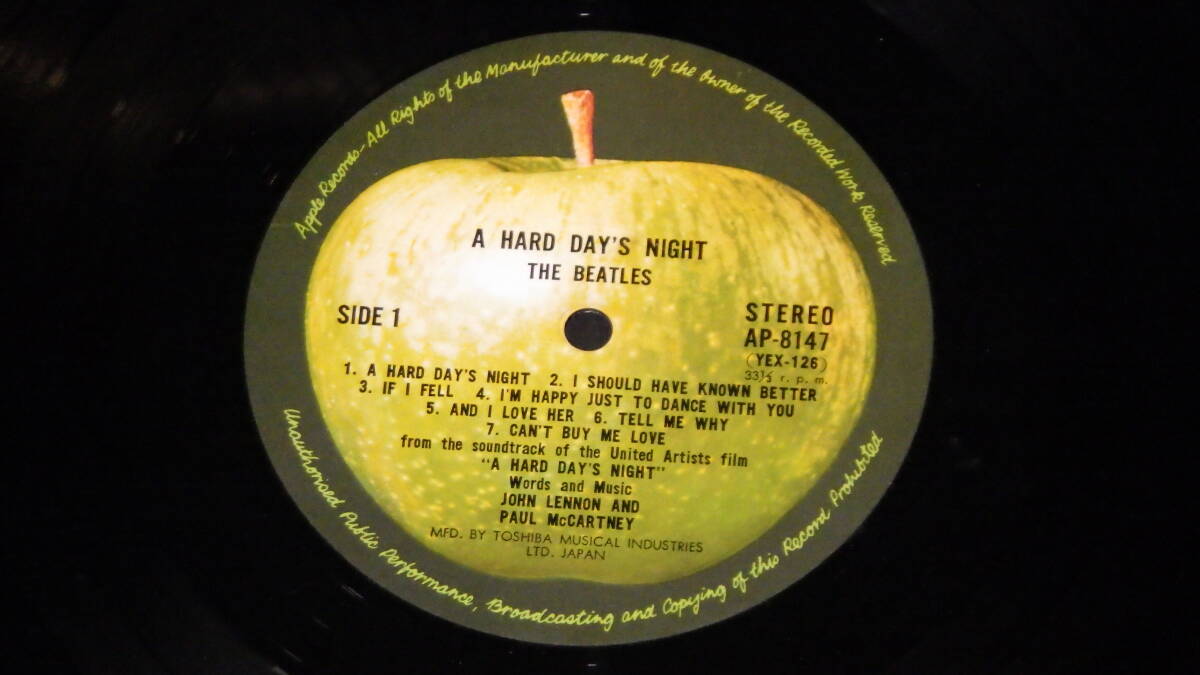 Apple Records-All Rights of the Manufacturer and of the Owner of the Recorded Work Reserved
A HARD DAY'S NIGHT
THE BEATLES
SIDE 1
STEREO
AP-8147
(YEX-126)
33⅓ r. p. m.
1. A HARD DAY'S NIGHT 2. I SHOULD HAVE KNOWN BETTER
3. IF I FELL 4. I'M HAPPY JUST TO DANCE WITH YOU
5. AND I LOVE HER 6. TELL ME WHY
7. CAN'T BUY ME LOVE
from the soundtrack of the United Artists film
"A HARD DAY'S NIGHT"
Words and Music
JOHN LENNON AND
PAUL McCARTNEY
MFD. BY TOSHIBA MUSICAL INDUSTRIES
LTD. JAPAN
Unauthorised Public Performance, Broadcasting and Copying of this Record Prohibited